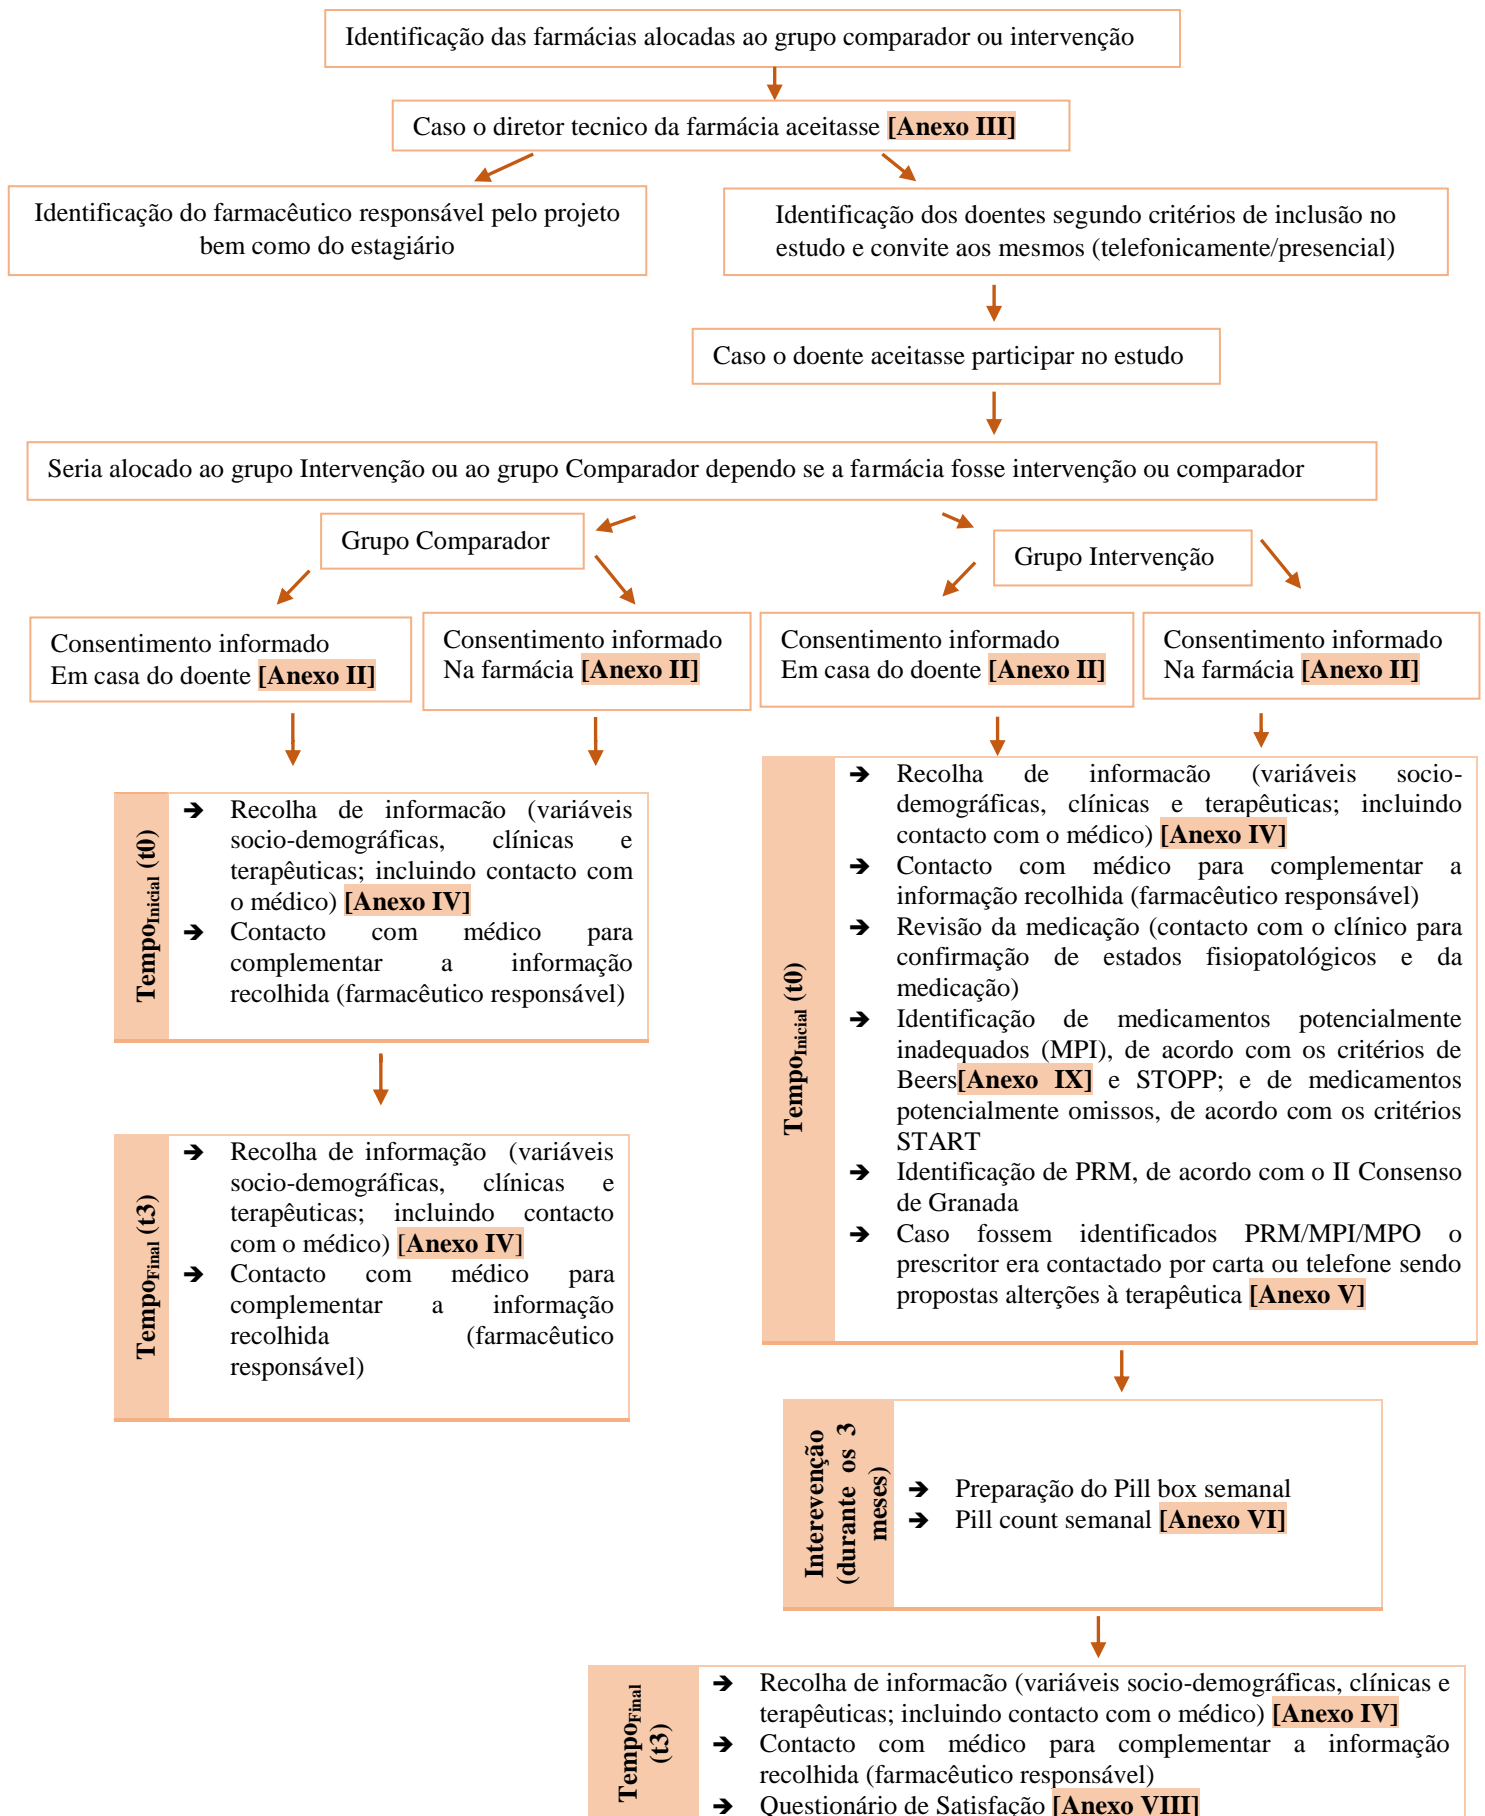 Identificação das farmácias alocadas ao grupo comparador ou intervenção
Caso o diretor tecnico da farmácia aceitasse [Anexo III]
Identificação do farmacêutico responsável pelo projeto
bem como do estagiário
Identificação dos doentes segundo critérios de inclusão no
estudo e convite aos mesmos (telefonicamente/presencial)
Caso o doente aceitasse participar no estudo
Seria alocado ao grupo Intervenção ou ao grupo Comparador dependo se a farmácia fosse intervenção ou comparador
Grupo Comparador
Grupo Intervenção
Consentimento informado
Em casa do doente [Anexo II]
Consentimento informado
Na farmácia [Anexo II]
Consentimento informado
Em casa do doente [Anexo II]
Consentimento informado
Na farmácia [Anexo II]
Tempo Inicial (t0)
➔ Recolha de informacão (variáveis
socio-demográficas, clínicas e
terapêuticas; incluindo contacto com
o médico) [Anexo IV]
➔ Contacto com médico para
complementar a informação
recolhida (farmacêutico responsável)
Tempo Final (t3)
➔ Recolha de informação (variáveis
socio-demográficas, clínicas e
terapêuticas; incluindo contacto
com o médico) [Anexo IV]
➔ Contacto com médico para
complementar a informação
recolhida (farmacêutico
responsável)
Tempo Inicial (t0)
➔ Recolha de informacão (variáveis socio-
demográficas, clínicas e terapêuticas; incluindo
contacto com o médico) [Anexo IV]
➔ Contacto com médico para complementar a
informação recolhida (farmacêutico responsável)
➔ Revisão da medicação (contacto com o clínico para
confirmação de estados fisiopatológicos e da
medicação)
➔ Identificação de medicamentos potencialmente
inadequados (MPI), de acordo com os critérios de
Beers[Anexo IX] e STOPP; e de medicamentos
potencialmente omissos, de acordo com os critérios
START
➔ Identificação de PRM, de acordo com o II Consenso
de Granada
➔ Caso fossem identificados PRM/MPI/MPO o
prescritor era contactado por carta ou telefone sendo
propostas alterções à terapêutica [Anexo V]
Interevenção
(durante os 3
meses)
➔ Preparação do Pill box semanal
➔ Pill count semanal [Anexo VI]
Tempo Final
(t3)
➔ Recolha de informacão (variáveis socio-demográficas, clínicas e
terapêuticas; incluindo contacto com o médico) [Anexo IV]
➔ Contacto com médico para complementar a informação
recolhida (farmacêutico responsável)
➔ Questionário de Satisfação [Anexo VIII]